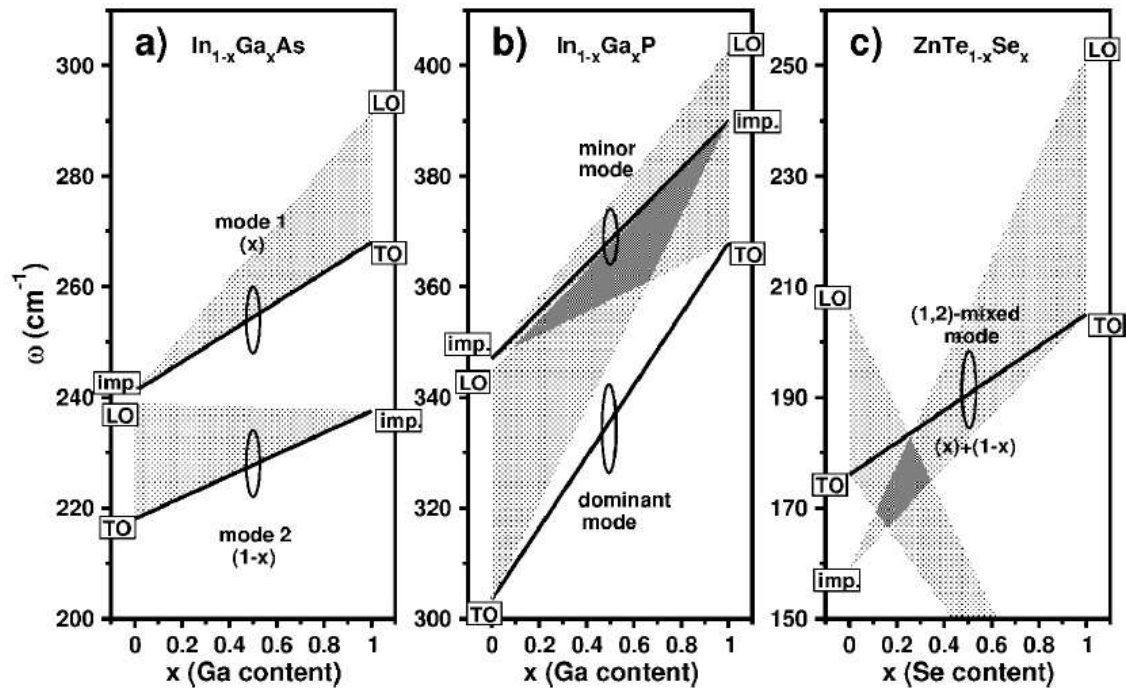 a) In₁₋ₓGaₓAs
300
280
260
240
220
200
ω (cm⁻¹)
LO
mode 1
(x)
TO
imp.
LO
imp.
TO
mode 2
(1-x)
0 0.2 0.4 0.6 0.8 1
x (Ga content)
b) In₁₋ₓGaₓP
400
380
360
340
320
300
LO
imp.
minor
mode
TO
imp.
LO
dominant
mode
TO
0 0.2 0.4 0.6 0.8 1
x (Ga content)
c) ZnTe₁₋ₓSeₓ
250
230
210
190
170
150
LO
LO
(1,2)-mixed
mode
TO
(x)+(1-x)
TO
imp.
0 0.2 0.4 0.6 0.8 1
x (Se content)